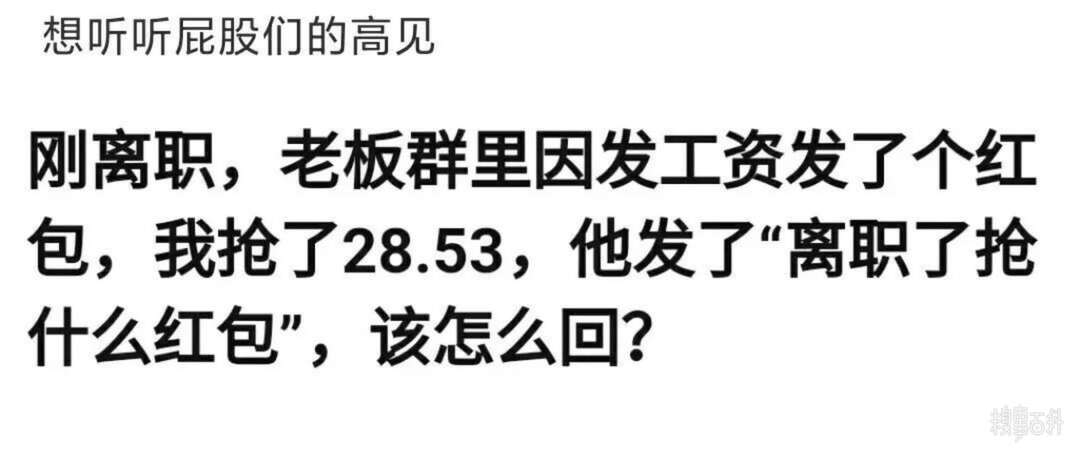 想听听屁股们的高见
刚离职，老板群里因发工资发了个红
包，我抢了28.53，他发了“离职了抢
什么红包”，该怎么回？